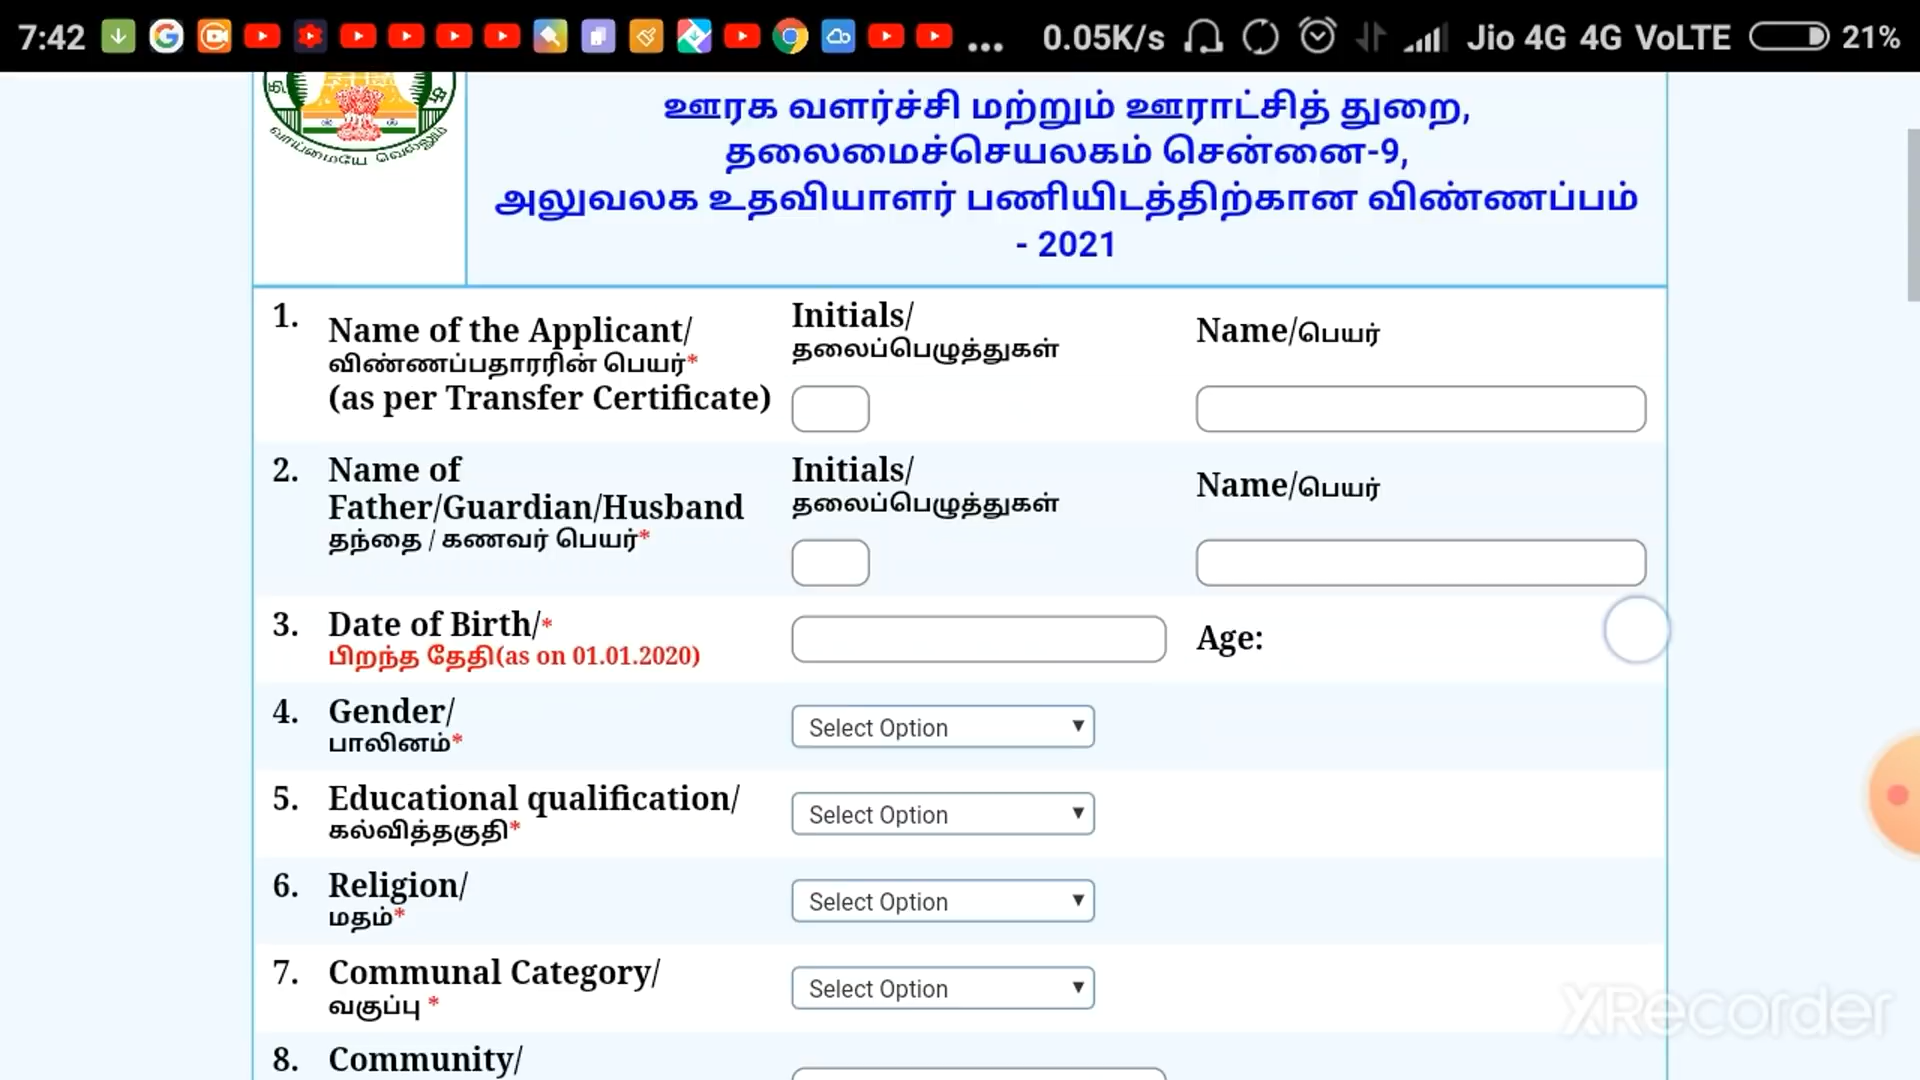 7:42
0.05K/s
Jio 4G 4G VoLTE
21%
வாய்மையே வெல்லும்
ஊரக வளர்ச்சி மற்றும் ஊராட்சித் துறை,
தலைமைச்செயலகம் சென்னை-9,
அலுவலக உதவியாளர் பணியிடத்திற்கான விண்ணப்பம்
- 2021
1. Name of the Applicant/
விண்ணப்பதாரரின் பெயர்*
(as per Transfer Certificate)
Initials/
தலைப்பெழுத்துகள்
Name/பெயர்
2. Name of
Father/Guardian/Husband
தந்தை / கணவர் பெயர்*
Initials/
தலைப்பெழுத்துகள்
Name/பெயர்
3. Date of Birth/*
பிறந்த தேதி(as on 01.01.2020)
Age:
4. Gender/
பாலினம்*
Select Option
5. Educational qualification/
கல்வித்தகுதி*
Select Option
6. Religion/
மதம்*
Select Option
7. Communal Category/
வகுப்பு *
Select Option
8. Community/
XRecorder